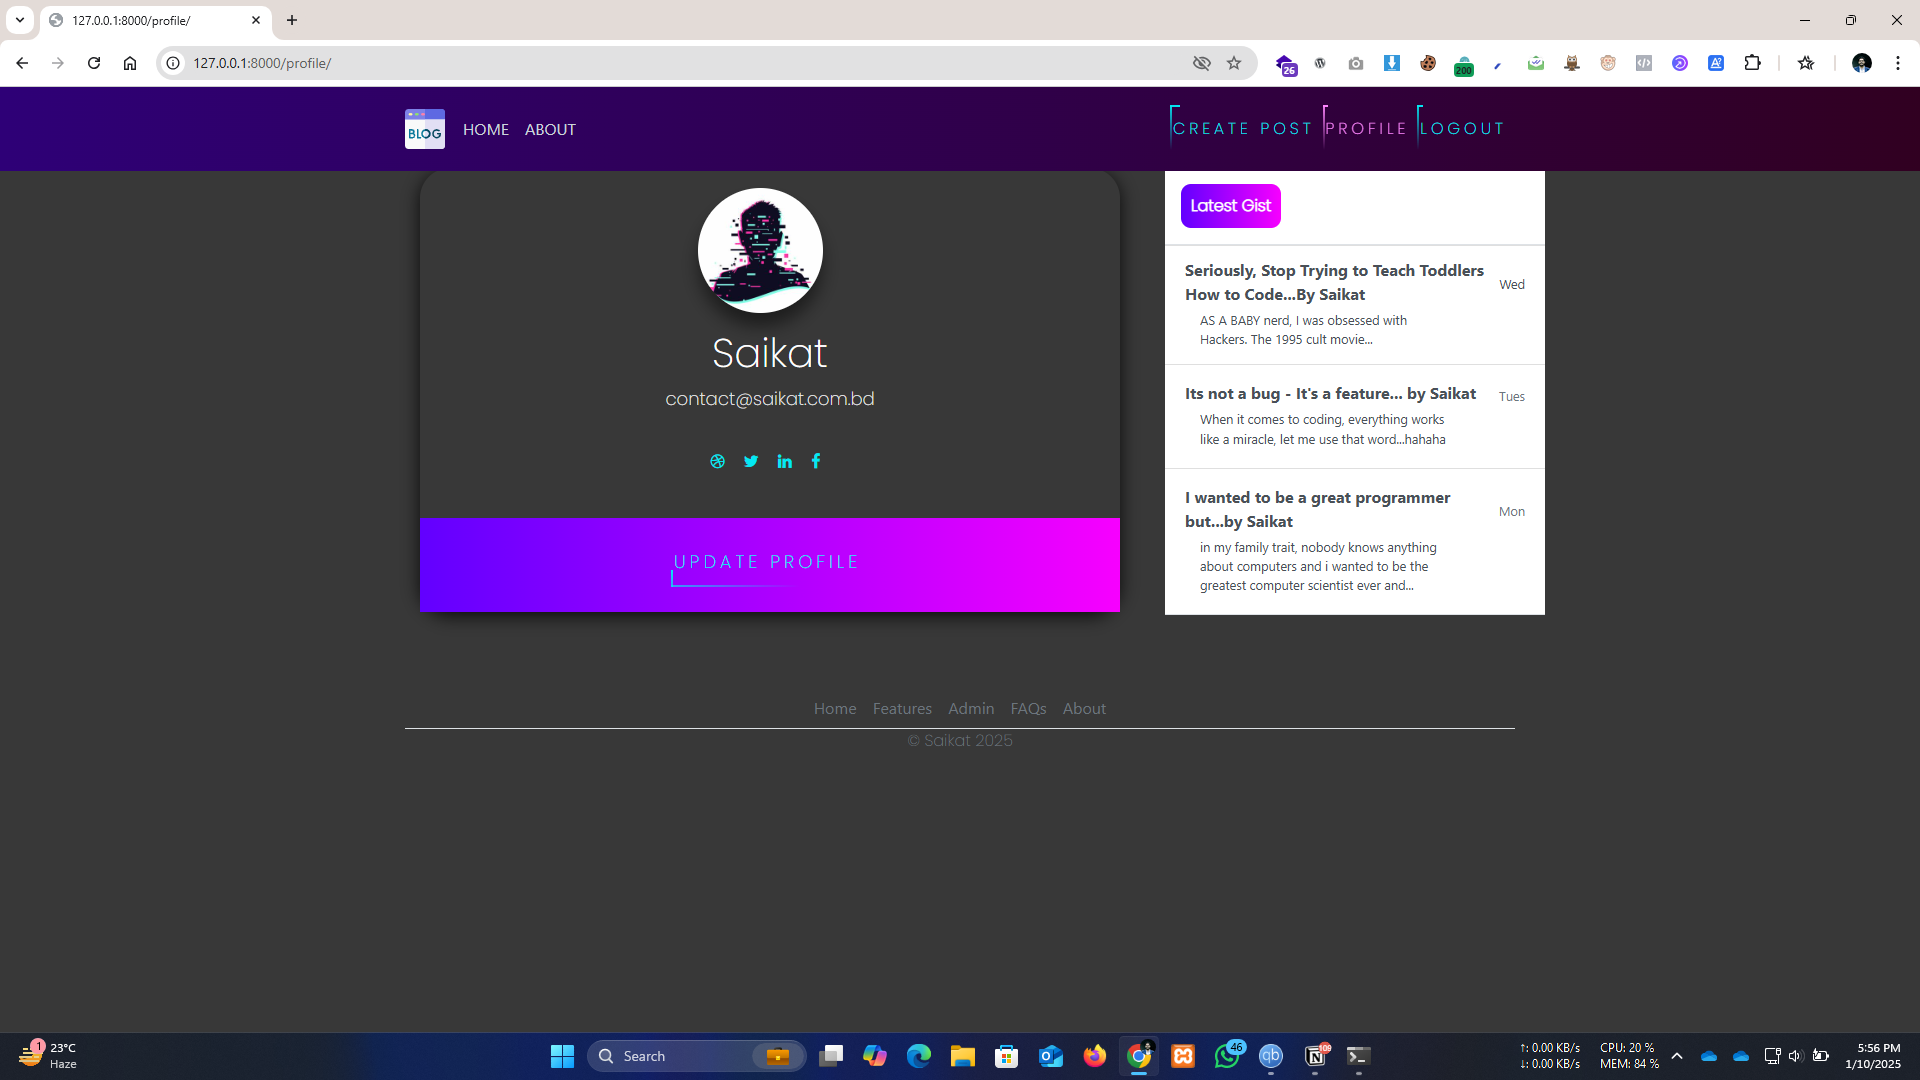 127.0.0.1:8000/profile/
127.0.0.1:8000/profile/
26
200
BLOG
HOME
ABOUT
CREATE POST
PROFILE
LOGOUT
Saikat
contact@saikat.com.bd
UPDATE PROFILE
Latest Gist
Seriously, Stop Trying to Teach Toddlers
How to Code...By Saikat
Wed
AS A BABY nerd, I was obsessed with
Hackers. The 1995 cult movie...
Its not a bug - It's a feature... by Saikat
Tues
When it comes to coding, everything works
like a miracle, let me use that word...hahaha
I wanted to be a great programmer
but...by Saikat
Mon
in my family trait, nobody knows anything
about computers and i wanted to be the
greatest computer scientist ever and...
Home Features Admin FAQs About
© Saikat 2025
1
23°C
Haze
Search
46
qb
109
↑: 0.00 KB/s
↓: 0.00 KB/s
CPU: 20 %
MEM: 84 %
5:56 PM
1/10/2025